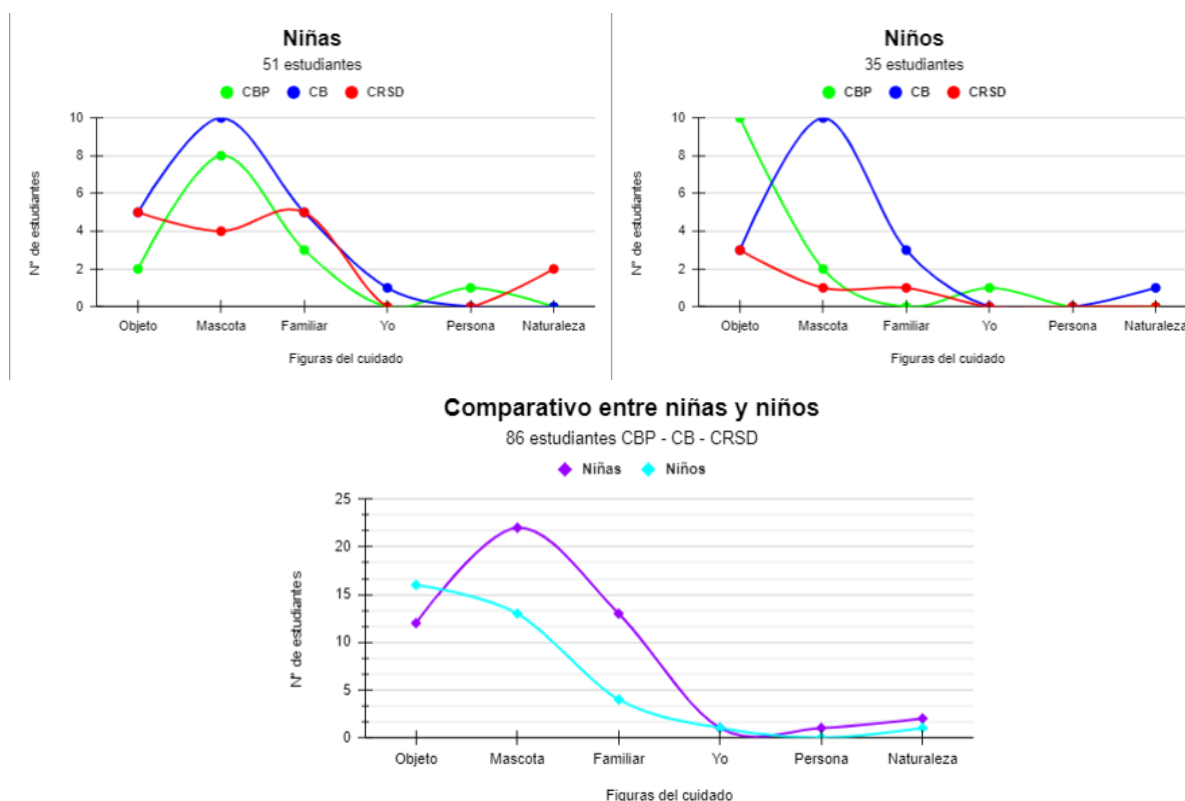 Niñas
51 estudiantes
CBP CB CRSD
N° de estudiantes
10
8
6
4
2
0
Objeto Mascota Familiar Yo Persona Naturaleza
Figuras del cuidado
Niños
35 estudiantes
CBP CB CRSD
N° de estudiantes
10
8
6
4
2
0
Objeto Mascota Familiar Yo Persona Naturaleza
Figuras del cuidado
Comparativo entre niñas y niños
86 estudiantes CBP - CB - CRSD
Niñas Niños
N° de estudiantes
25
20
15
10
5
0
Objeto Mascota Familiar Yo Persona Naturaleza
Figuras del cuidado